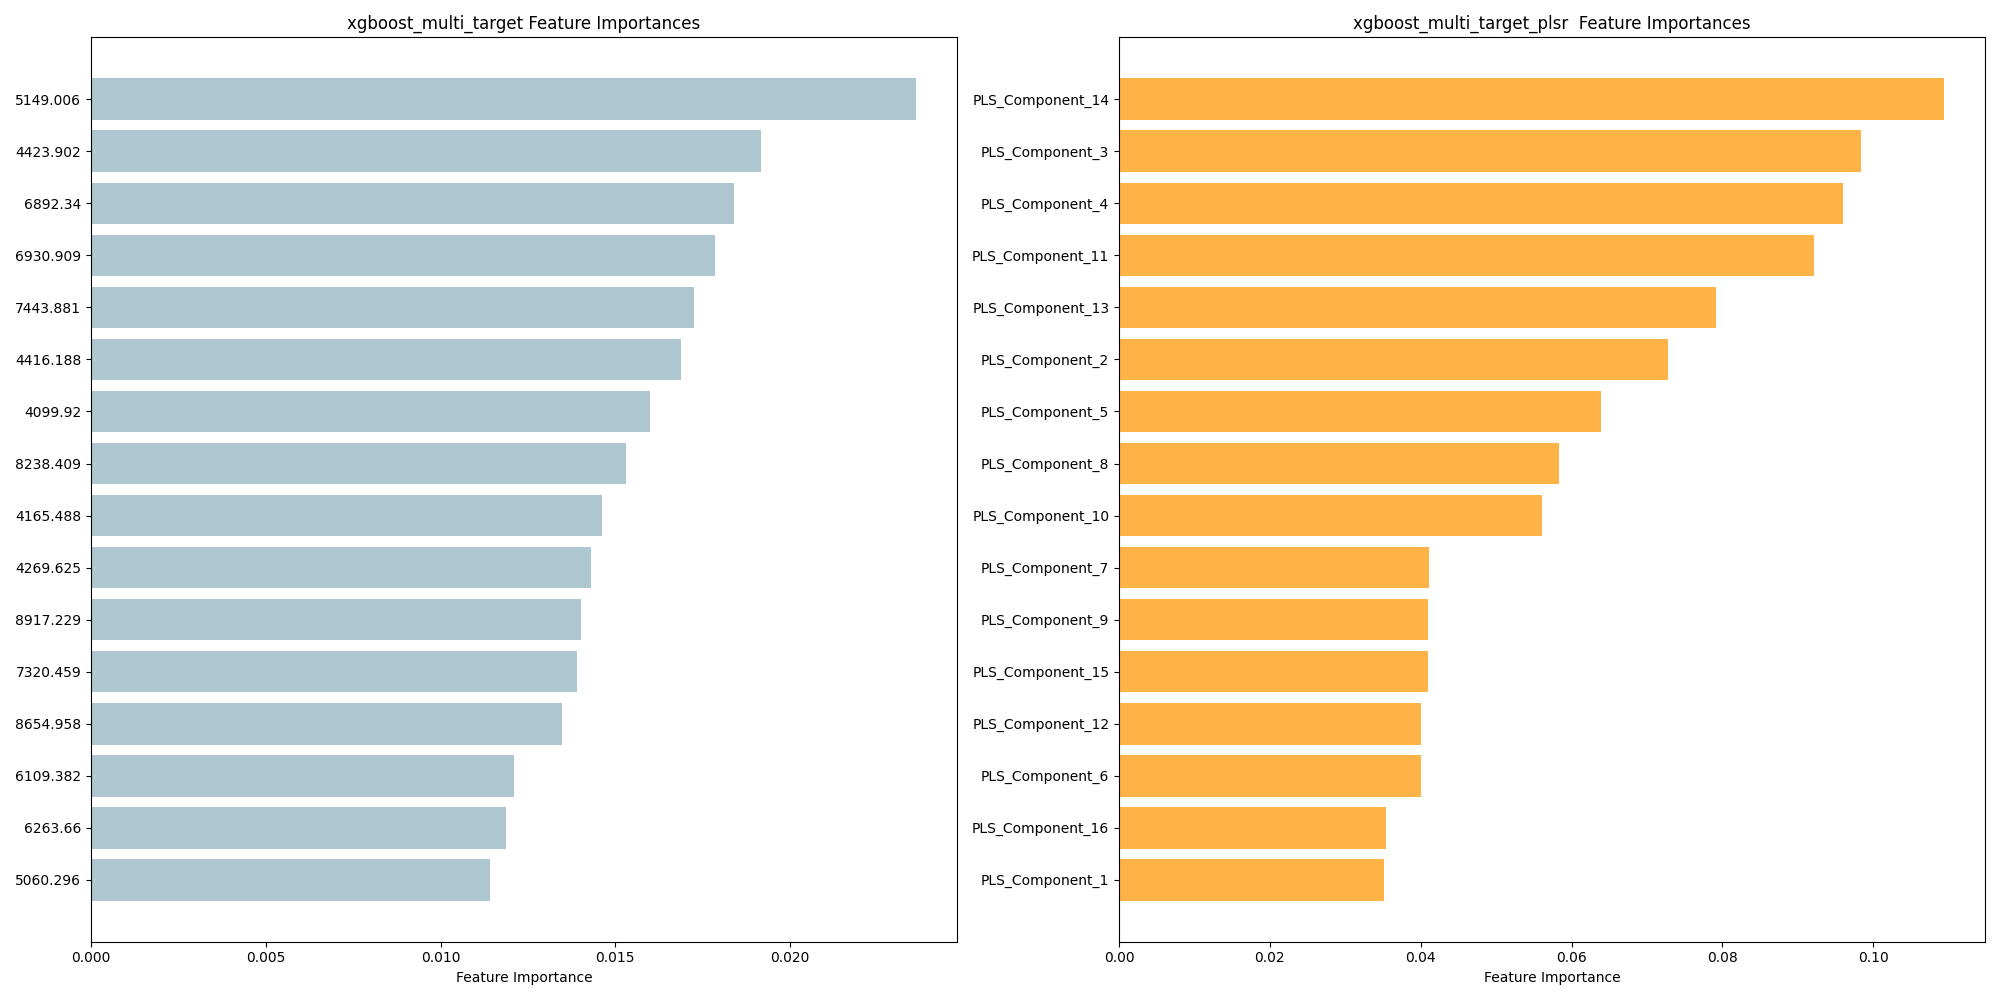 xgboost_multi_target Feature Importances
5149.006
4423.902
6892.34
6930.909
7443.881
4416.188
4099.92
8238.409
4165.488
4269.625
8917.229
7320.459
8654.958
6109.382
6263.66
5060.296
0.000 0.005 0.010 0.015 0.020
Feature Importance
xgboost_multi_target_plsr  Feature Importances
PLS_Component_14
PLS_Component_3
PLS_Component_4
PLS_Component_11
PLS_Component_13
PLS_Component_2
PLS_Component_5
PLS_Component_8
PLS_Component_10
PLS_Component_7
PLS_Component_9
PLS_Component_15
PLS_Component_12
PLS_Component_6
PLS_Component_16
PLS_Component_1
0.00 0.02 0.04 0.06 0.08 0.10
Feature Importance